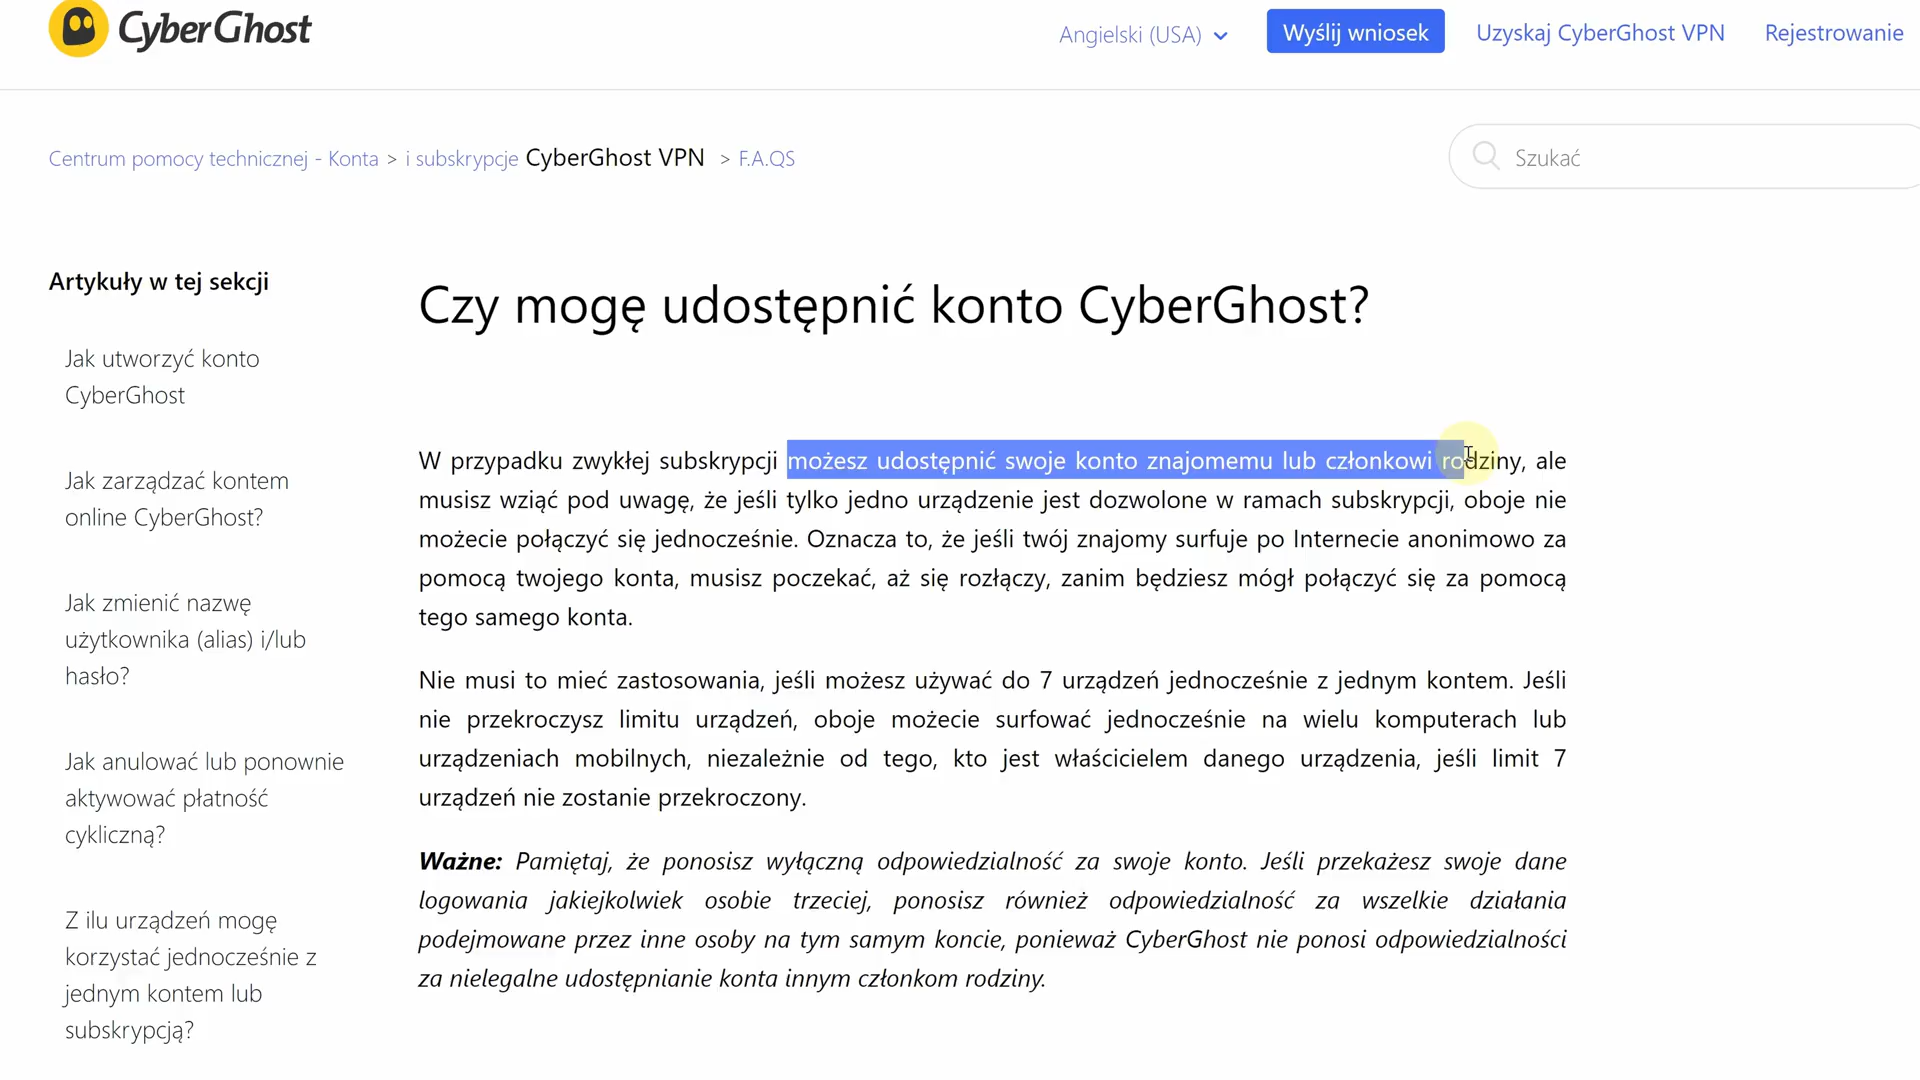 CyberGhost
Angielski (USA)
Wyślij wniosek
Uzyskaj CyberGhost VPN
Rejestrowanie
Centrum pomocy technicznej - Konta > i subskrypcje CyberGhost VPN > F.A.QS
Szukać
Artykuły w tej sekcji
Jak utworzyć konto
CyberGhost
Jak zarządzać kontem
online CyberGhost?
Jak zmienić nazwę
użytkownika (alias) i/lub
hasło?
Jak anulować lub ponownie
aktywować płatność
cykliczną?
Z ilu urządzeń mogę
korzystać jednocześnie z
jednym kontem lub
subskrypcją?
Czy mogę udostępnić konto CyberGhost?
W przypadku zwykłej subskrypcji możesz udostępnić swoje konto znajomemu lub członkowi rodziny, ale
musisz wziąć pod uwagę, że jeśli tylko jedno urządzenie jest dozwolone w ramach subskrypcji, oboje nie
możecie połączyć się jednocześnie. Oznacza to, że jeśli twój znajomy surfuje po Internecie anonimowo za
pomocą twojego konta, musisz poczekać, aż się rozłączy, zanim będziesz mógł połączyć się za pomocą
tego samego konta.
Nie musi to mieć zastosowania, jeśli możesz używać do 7 urządzeń jednocześnie z jednym kontem. Jeśli
nie przekroczysz limitu urządzeń, oboje możecie surfować jednocześnie na wielu komputerach lub
urządzeniach mobilnych, niezależnie od tego, kto jest właścicielem danego urządzenia, jeśli limit 7
urządzeń nie zostanie przekroczony.
Ważne: Pamiętaj, że ponosisz wyłączną odpowiedzialność za swoje konto. Jeśli przekażesz swoje dane
logowania jakiejkolwiek osobie trzeciej, ponosisz również odpowiedzialność za wszelkie działania
podejmowane przez inne osoby na tym samym koncie, ponieważ CyberGhost nie ponosi odpowiedzialności
za nielegalne udostępnianie konta innym członkom rodziny.